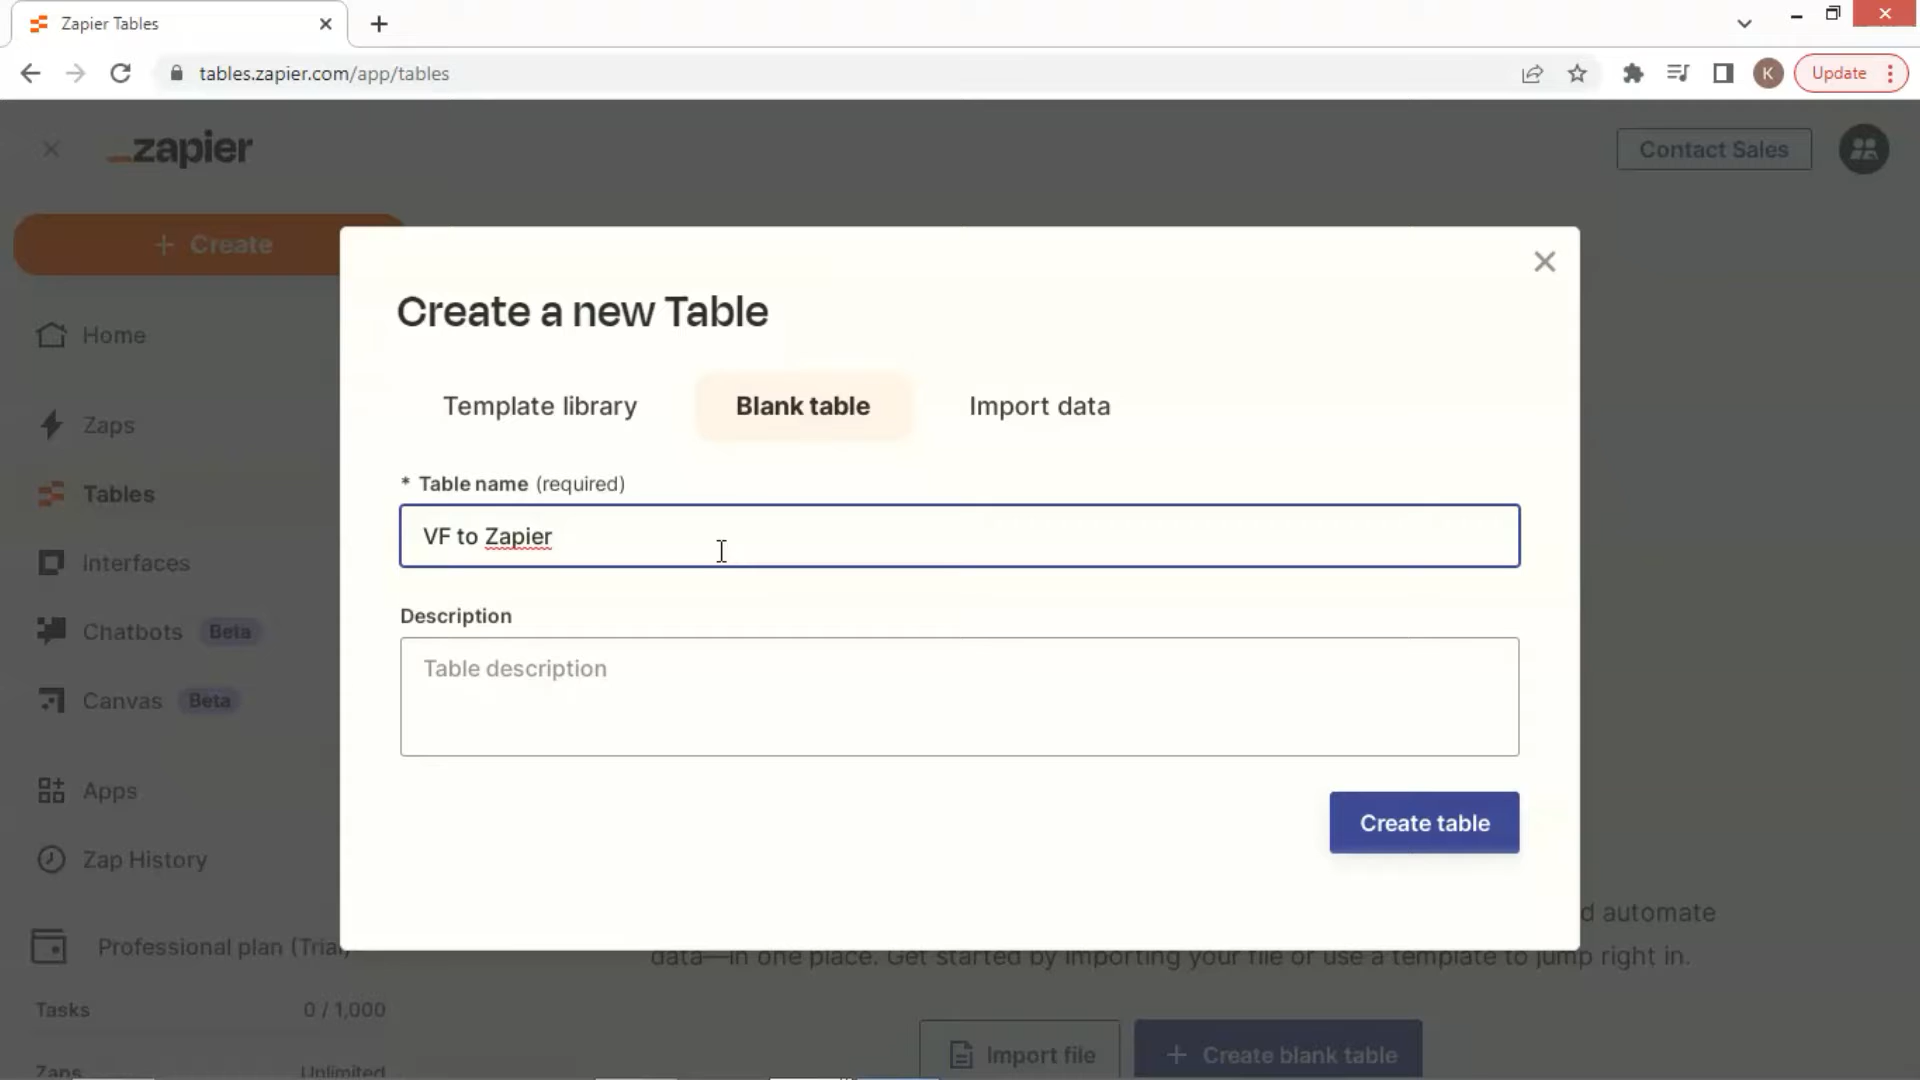 Zapier Tables
tables.zapier.com/app/tables
K
Update
zapier
Contact Sales
+ Create
Home
Zaps
Tables
Interfaces
Chatbots Beta
Canvas Beta
Apps
Zap History
Professional plan (Trial)
Tasks 0 / 1,000
Zaps Unlimited
Create a new Table
Template library
Blank table
Import data
* Table name (required)
VF to Zapier
Description
Table description
Create table
d automate
data—in one place. Get started by importing your file or use a template to jump right in.
Import file
+ Create blank table